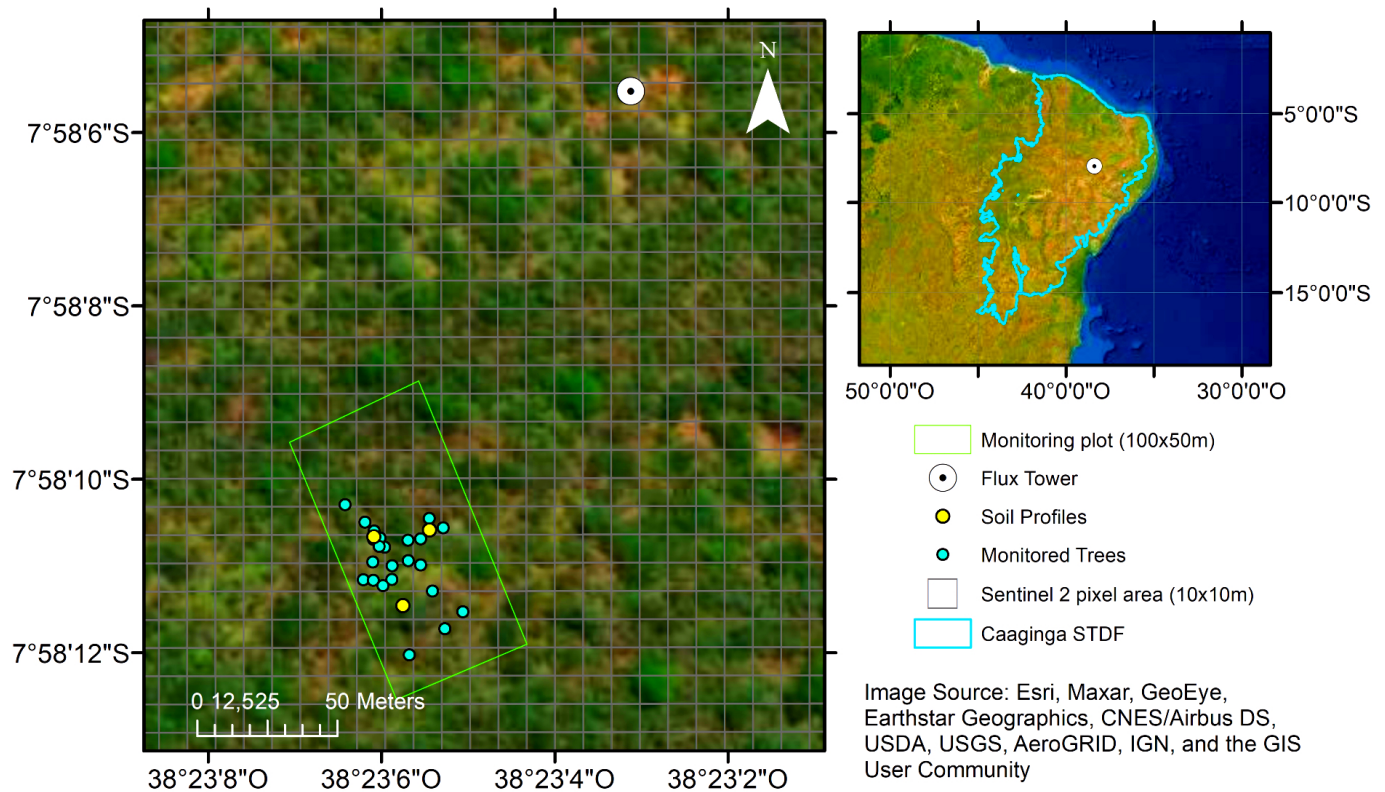 N
7°58'6"S
7°58'8"S
7°58'10"S
7°58'12"S
0 12,525 50 Meters
38°23'8"O 38°23'6"O 38°23'4"O 38°23'2"O
5°0'0"S
10°0'0"S
15°0'0"S
50°0'0"O 40°0'0"O 30°0'0"O
Monitoring plot (100x50m)
Flux Tower
Soil Profiles
Monitored Trees
Sentinel 2 pixel area (10x10m)
Caaginga STDF
Image Source: Esri, Maxar, GeoEye,
Earthstar Geographics, CNES/Airbus DS,
USDA, USGS, AeroGRID, IGN, and the GIS
User Community